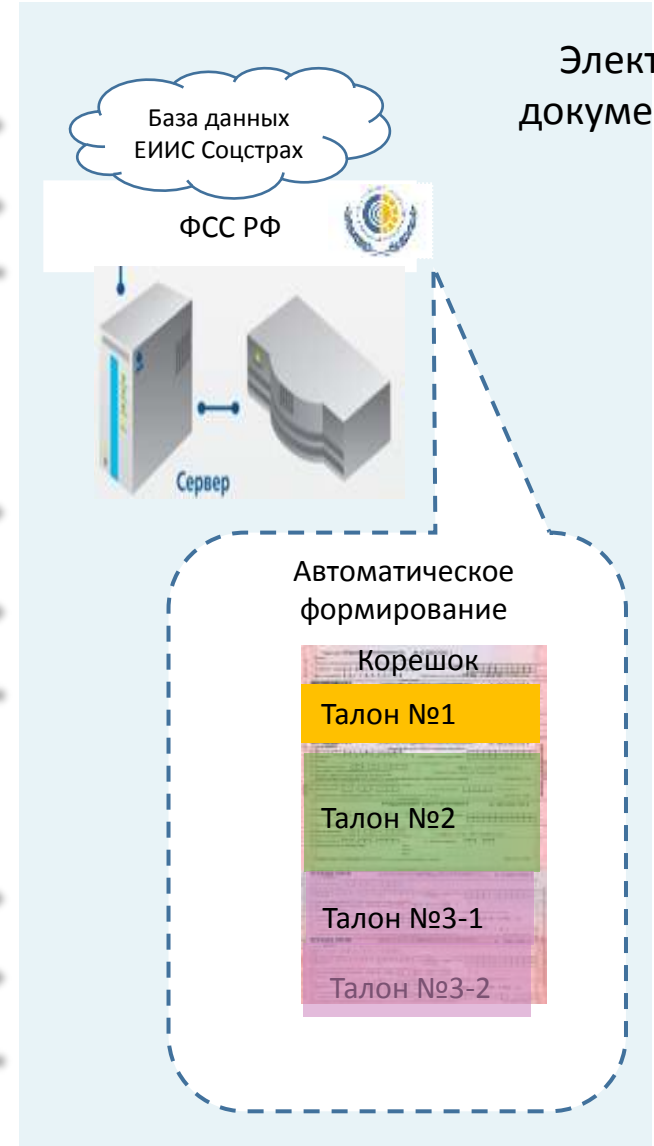 Элект
докуме
База данных
ЕИИС Соцстрах
ФСС РФ
Сервер
Автоматическое
формирование
Корешок
Талон №1
Талон №2
Талон №3-1
Талон №3-2